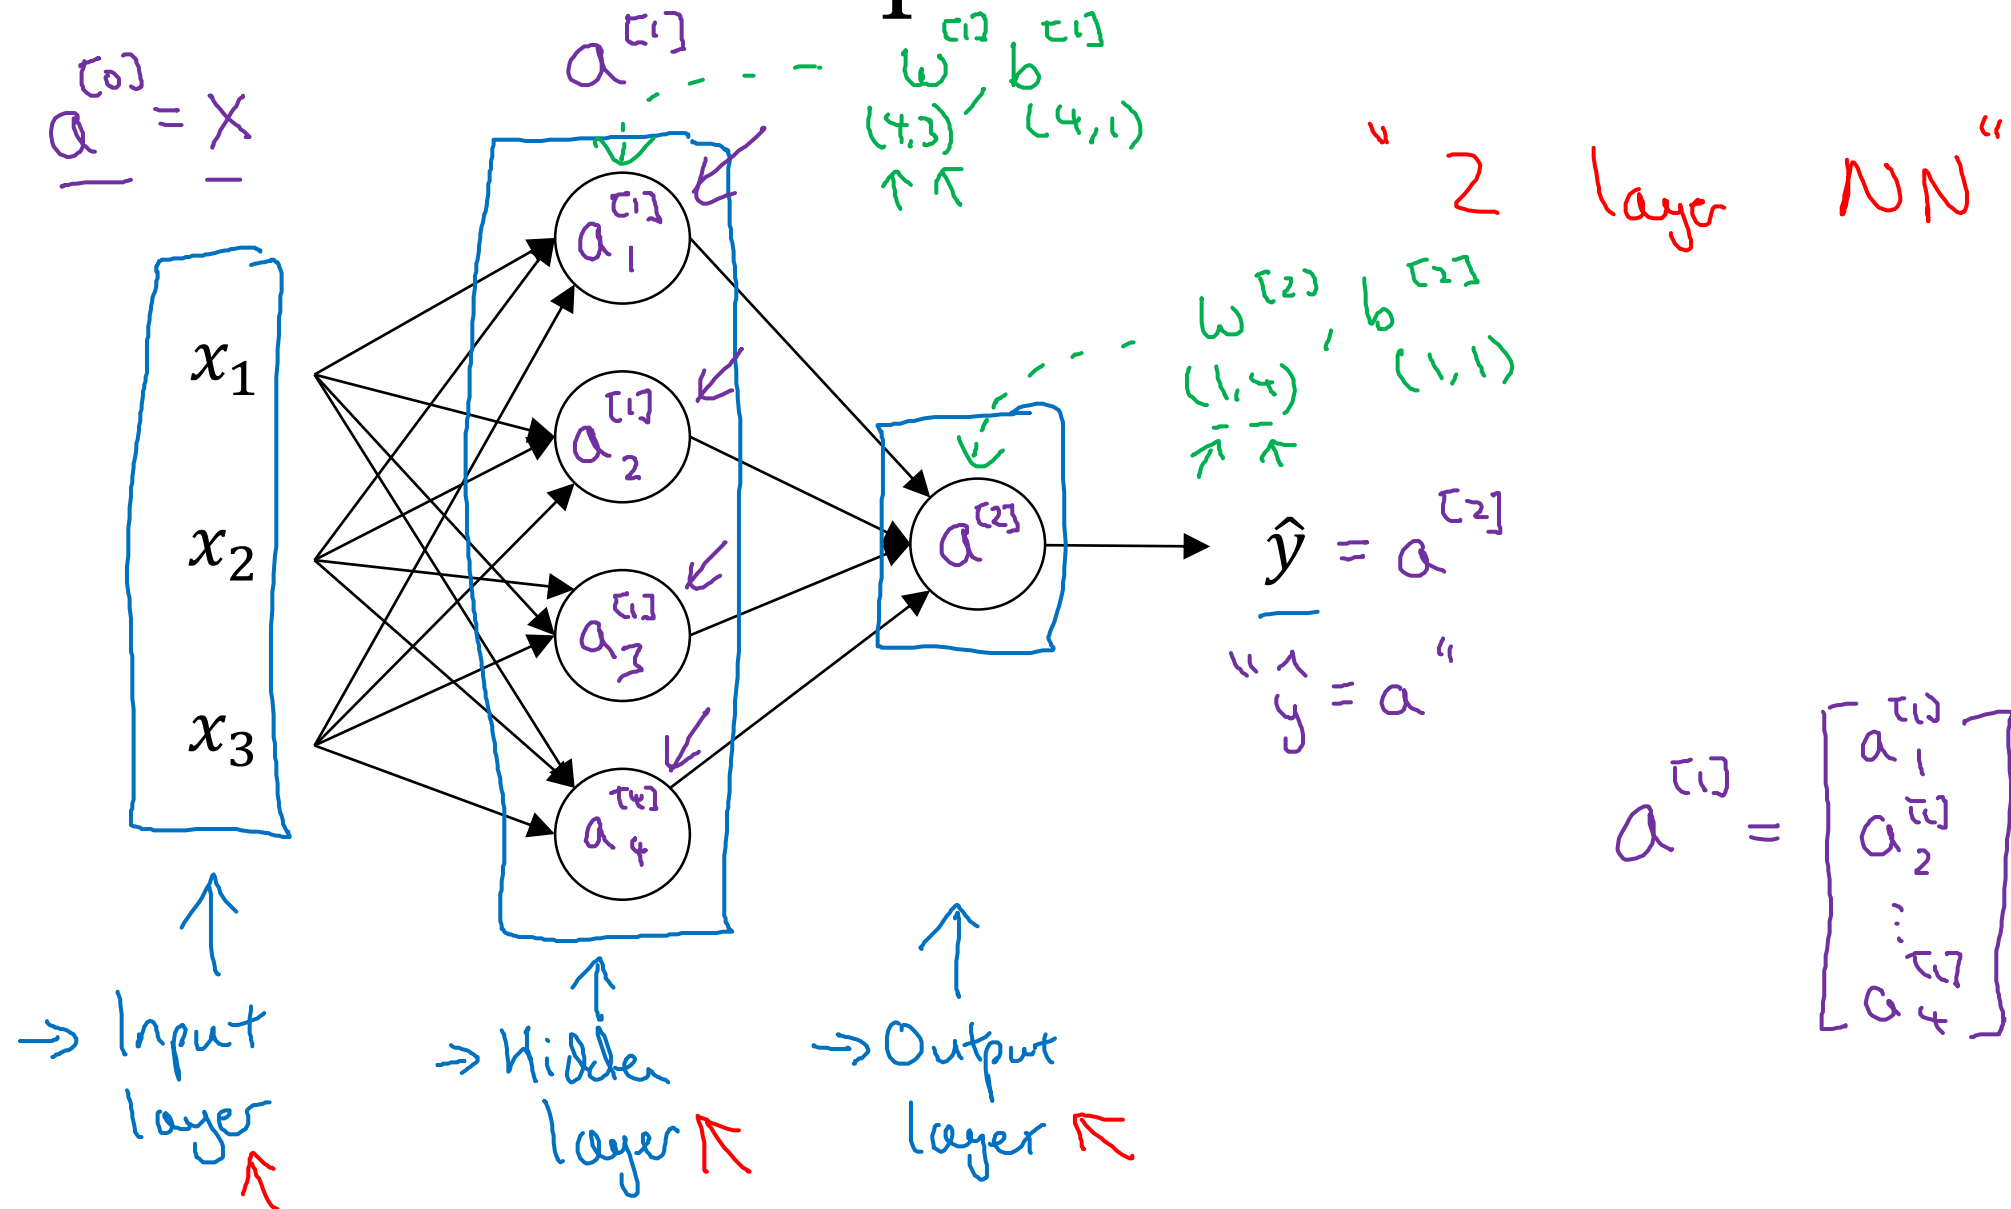 a^[0] = X
a^[1]
w^[1], b^[1]
(4,3) (4,1)
"2 layer NN"
x₁
x₂
x₃
a₁^[1]
a₂^[1]
a₃^[1]
a₄^[4]
w^[2], b^[2]
(1,4) (1,1)
a^[2]
ŷ = a^[2]
"ŷ = a"
a^[1] = [a₁^[1]
a₂^[1]
⋮
a₄^[1]]
→ Input
layer
→ Hidden
layer
→ Output
layer